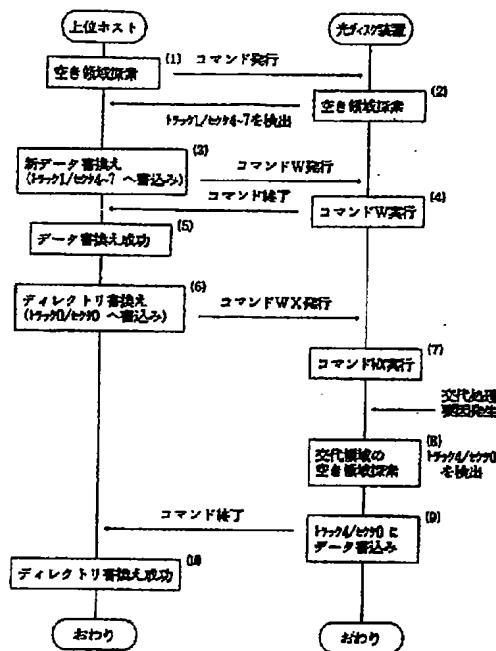 上位ホスト
光ディスク装置
空き領域探索
(1)
コマンド発行
空き領域探索
(2)
トラック1/セクタ4~7を検出
新データ書換え
(トラック1/セクタ4~7 へ書込み)
(3)
コマンドW発行
コマンド終了
コマンドW実行
(4)
データ書換え成功
(5)
ディレクトリ書換え
(トラック0/セクタ0 へ書込み)
(6)
コマンドWX発行
コマンドWX実行
(7)
交代処理
要因発生
交代領域の
空き領域探索
(8)
トラック4/セクタ0
を検出
コマンド終了
トラック4/セクタ0 に
データ書込み
(9)
ディレクトリ書換え成功
(10)
おわり
おわり